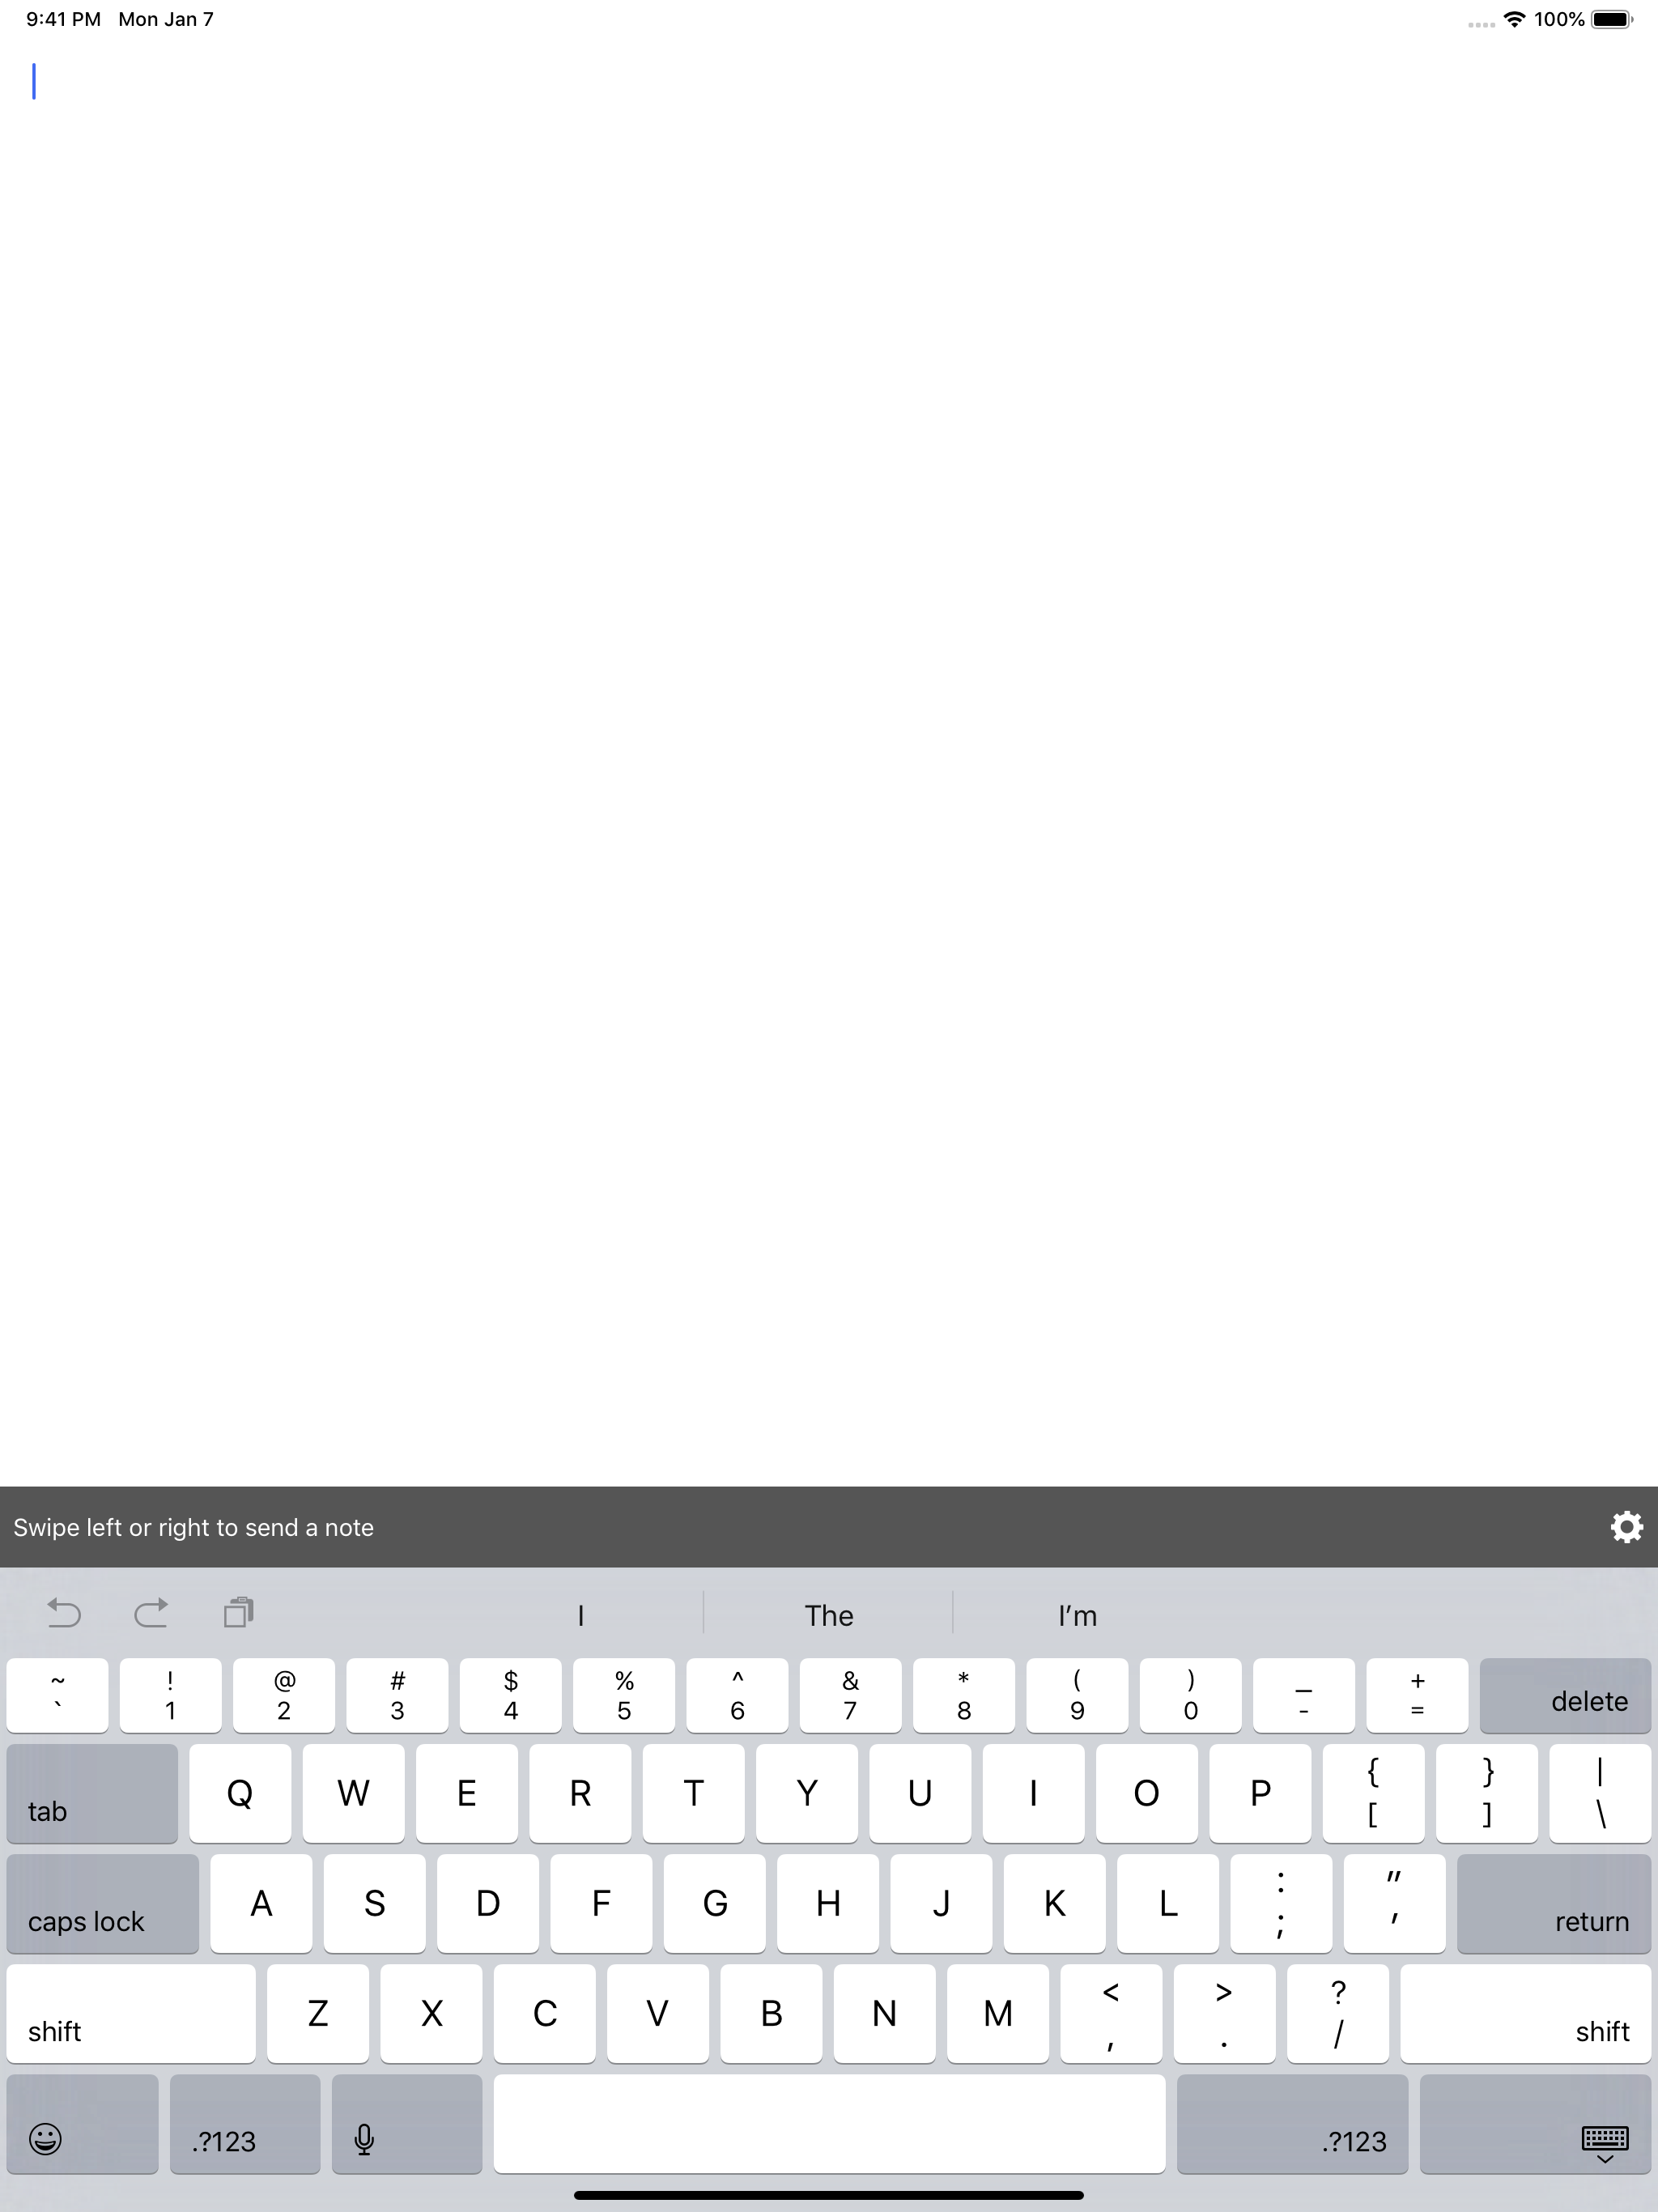 9:41 PM Mon Jan 7 100%
Swipe left or right to send a note
I The I’m
~ ! @ # $ % ^ & * ( ) _ +
` 1 2 3 4 5 6 7 8 9 0 - = delete
tab Q W E R T Y U I O P { } |
[ ] \
caps lock A S D F G H J K L : "
; ' return
shift Z X C V B N M < > ?
, . / shift
.?123 .?123